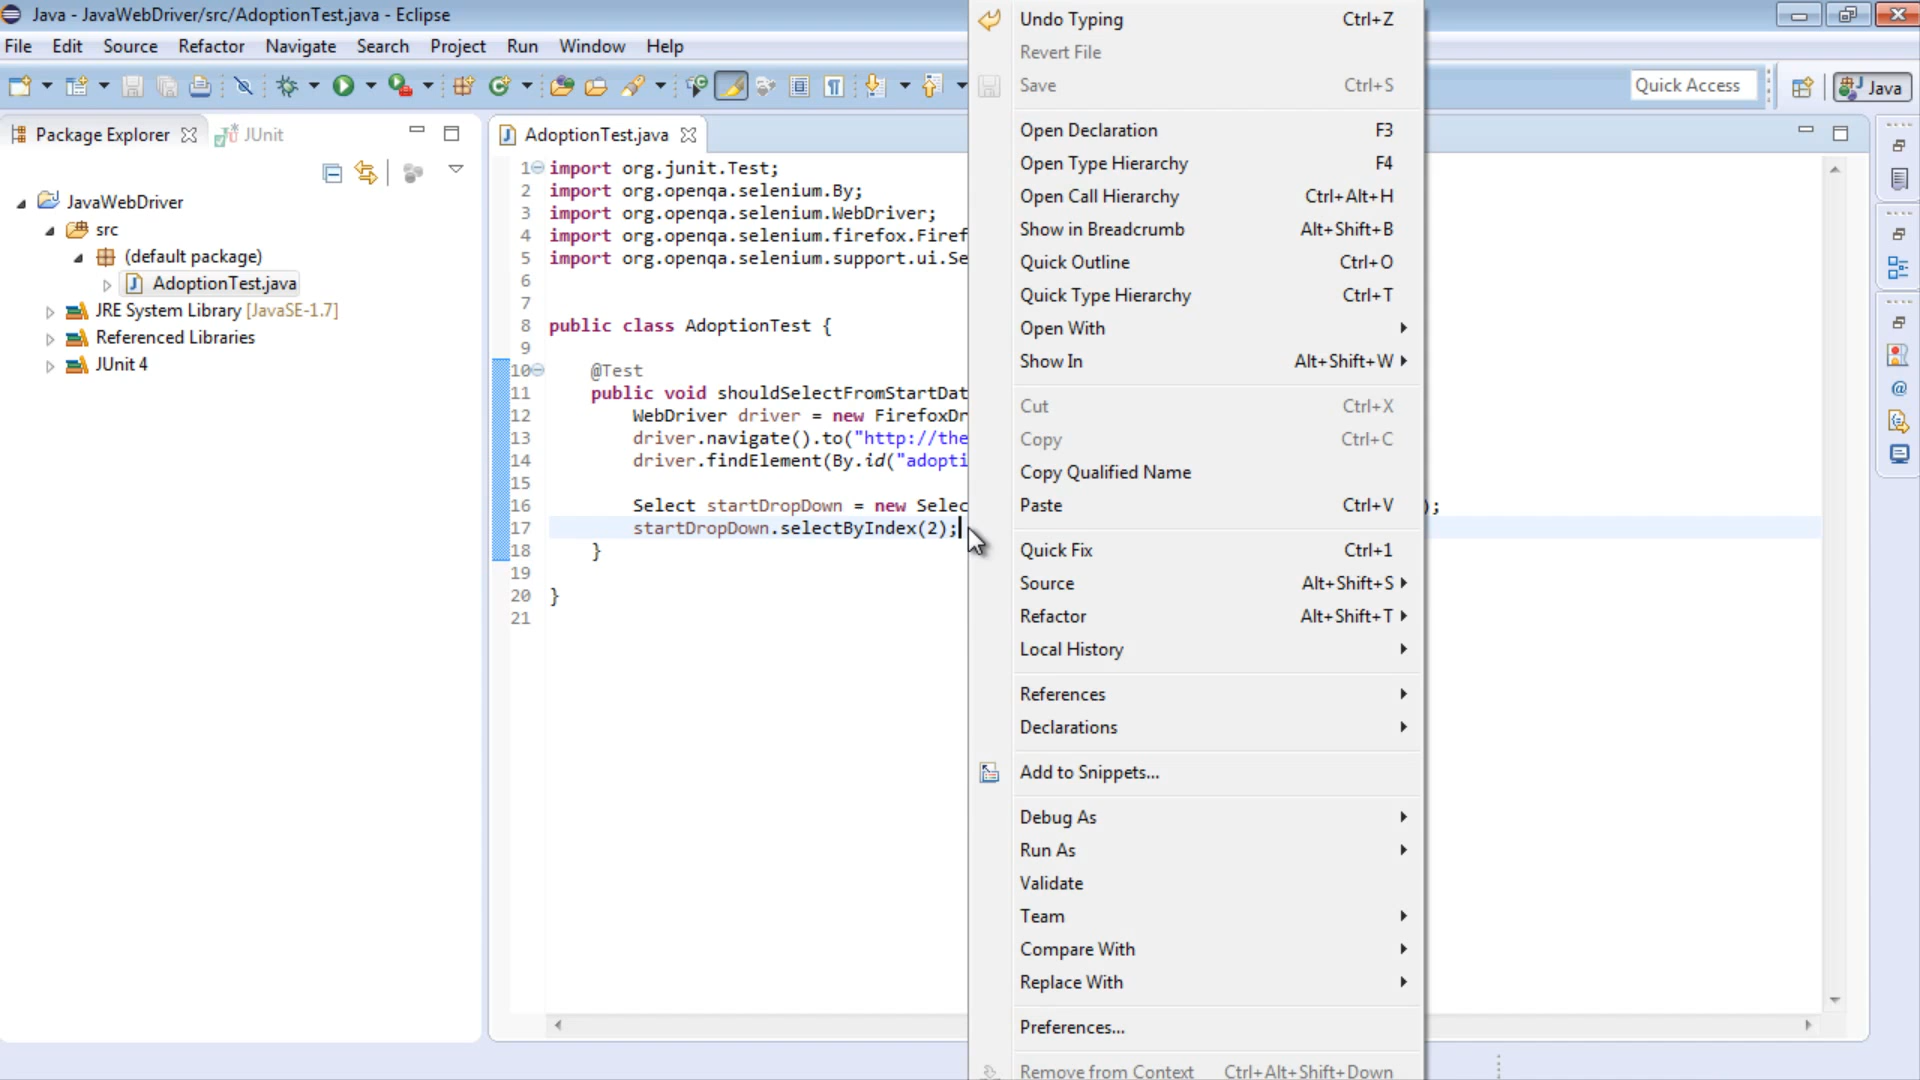 Java - JavaWebDriver/src/AdoptionTest.java - Eclipse
File Edit Source Refactor Navigate Search Project Run Window Help
Quick Access
Java
Package Explorer
JUnit
JavaWebDriver
src
(default package)
AdoptionTest.java
JRE System Library [JavaSE-1.7]
Referenced Libraries
JUnit 4
AdoptionTest.java
1 import org.junit.Test;
2 import org.openqa.selenium.By;
3 import org.openqa.selenium.WebDriver;
4 import org.openqa.selenium.firefox.Firef
5 import org.openqa.selenium.support.ui.Se
6
7
8 public class AdoptionTest {
9
10 @Test
11 public void shouldSelectFromStartDat
12 WebDriver driver = new FirefoxDr
13 driver.navigate().to("http://the
14 driver.findElement(By.id("adopti
15
16 Select startDropDown = new Selec );
17 startDropDown.selectByIndex(2);
18 }
19
20 }
21
Undo Typing Ctrl+Z
Revert File
Save Ctrl+S
Open Declaration F3
Open Type Hierarchy F4
Open Call Hierarchy Ctrl+Alt+H
Show in Breadcrumb Alt+Shift+B
Quick Outline Ctrl+O
Quick Type Hierarchy Ctrl+T
Open With
Show In Alt+Shift+W
Cut Ctrl+X
Copy Ctrl+C
Copy Qualified Name
Paste Ctrl+V
Quick Fix Ctrl+1
Source Alt+Shift+S
Refactor Alt+Shift+T
Local History
References
Declarations
Add to Snippets...
Debug As
Run As
Validate
Team
Compare With
Replace With
Preferences...
Remove from Context Ctrl+Alt+Shift+Down